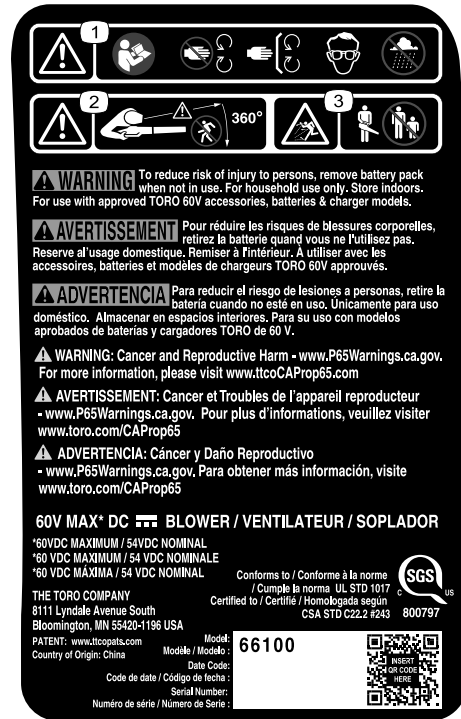 1
2
360°
3
WARNING To reduce risk of injury to persons, remove battery pack
when not in use. For household use only. Store indoors.
For use with approved TORO 60V accessories, batteries & charger models.
AVERTISSEMENT Pour réduire les risques de blessures corporelles,
retirez la batterie quand vous ne l'utilisez pas.
Reserve al'usage domestique. Remiser à l'intérieur. À utiliser avec les
accessoires, batteries et modèles de chargeurs TORO 60V approuvés.
ADVERTENCIA Para reducir el riesgo de lesiones a personas, retire la
batería cuando no esté en uso. Únicamente para uso
doméstico. Almacenar en espacios interiores. Para su uso con modelos
aprobados de baterías y cargadores TORO de 60 V.
WARNING: Cancer and Reproductive Harm - www.P65Warnings.ca.gov.
For more information, please visit www.ttcoCAProp65.com
AVERTISSEMENT: Cancer et Troubles de l'appareil reproducteur
- www.P65Warnings.ca.gov. Pour plus d'informations, veuillez visiter
www.toro.com/CAProp65
ADVERTENCIA: Cáncer y Daño Reproductivo
- www.P65Warnings.ca.gov. Para obtener más información, visite
www.toro.com/CAProp65
60V MAX* DC BLOWER / VENTILATEUR / SOPLADOR
*60VDC MAXIMUM / 54VDC NOMINAL
*60 VDC MAXIMUM / 54 VDC NOMINALE
*60 VDC MÁXIMA / 54 VDC NOMINAL
THE TORO COMPANY
8111 Lyndale Avenue South
Bloomington, MN 55420-1196 USA
PATENT: www.ttcopats.com
Country of Origin: China
Conforms to / Conforme à la norme
/ Cumple la norma UL STD 1017
Certified to / Certifié / Homologada según
CSA STD C22.2 #243
C SGS US
800797
Model:
Modèle / Modelo :
66100
Date Code:
Code de date / Código de fecha :
Serial Number:
Numéro de série / Número de Serie :
INSERT
QR CODE
HERE